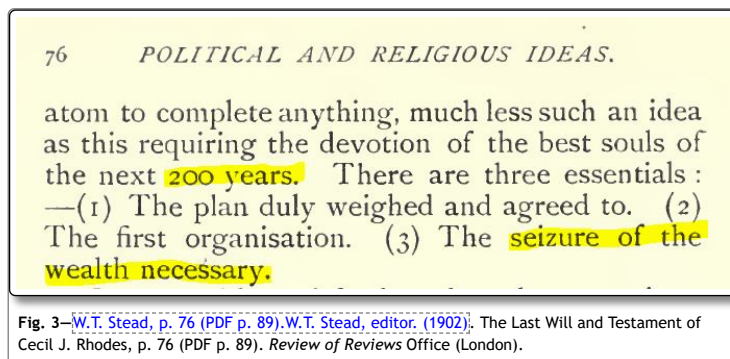 76 POLITICAL AND RELIGIOUS IDEAS.
atom to complete anything, much less such an idea
as this requiring the devotion of the best souls of
the next 200 years. There are three essentials :
—(1) The plan duly weighed and agreed to. (2)
The first organisation. (3) The seizure of the
wealth necessary.
Fig. 3—W.T. Stead, p. 76 (PDF p. 89).W.T. Stead, editor. (1902). The Last Will and Testament of
Cecil J. Rhodes, p. 76 (PDF p. 89). Review of Reviews Office (London).